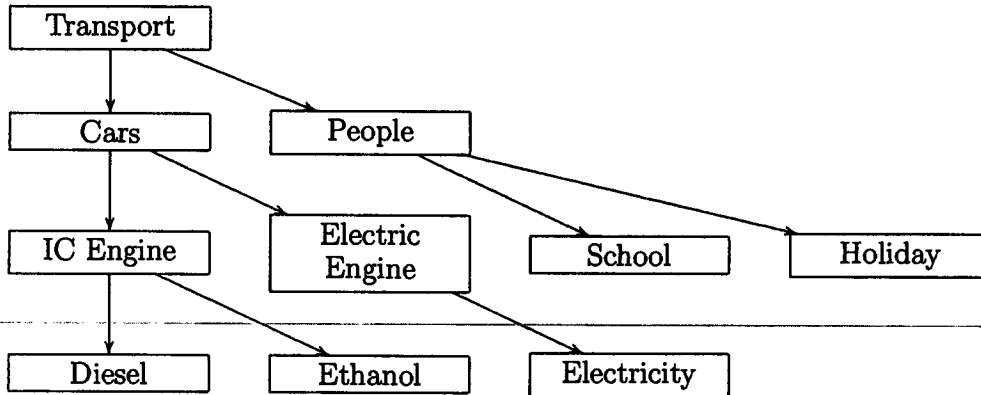 Transport
Cars
People
IC Engine
Electric
Engine
School
Holiday
Diesel
Ethanol
Electricity